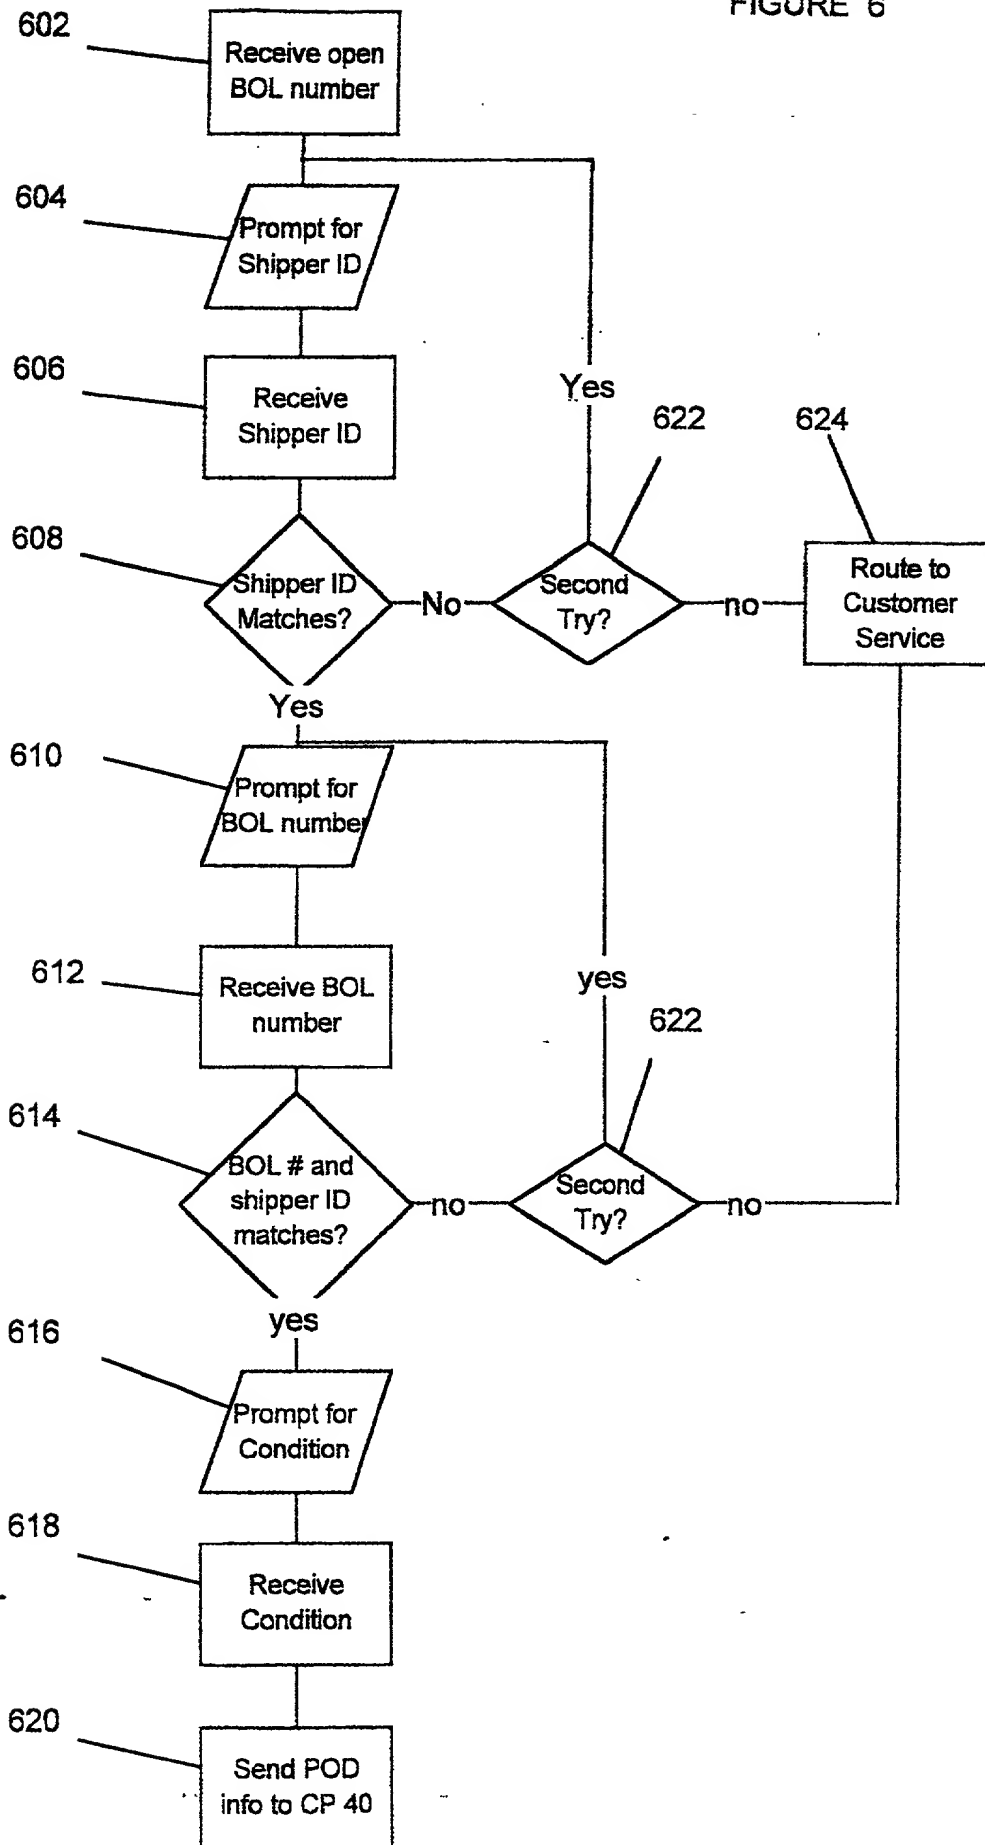 FIGURE 6
602
Receive open
BOL number
604
Prompt for
Shipper ID
606
Receive
Shipper ID
Yes
622
624
608
Shipper ID
Matches?
No
Second
Try?
no
Route to
Customer
Service
Yes
610
Prompt for
BOL number
612
Receive BOL
number
yes
622
614
BOL # and
shipper ID
matches?
no
Second
Try?
no
yes
616
Prompt for
Condition
618
Receive
Condition
620
Send POD
info to CP 40